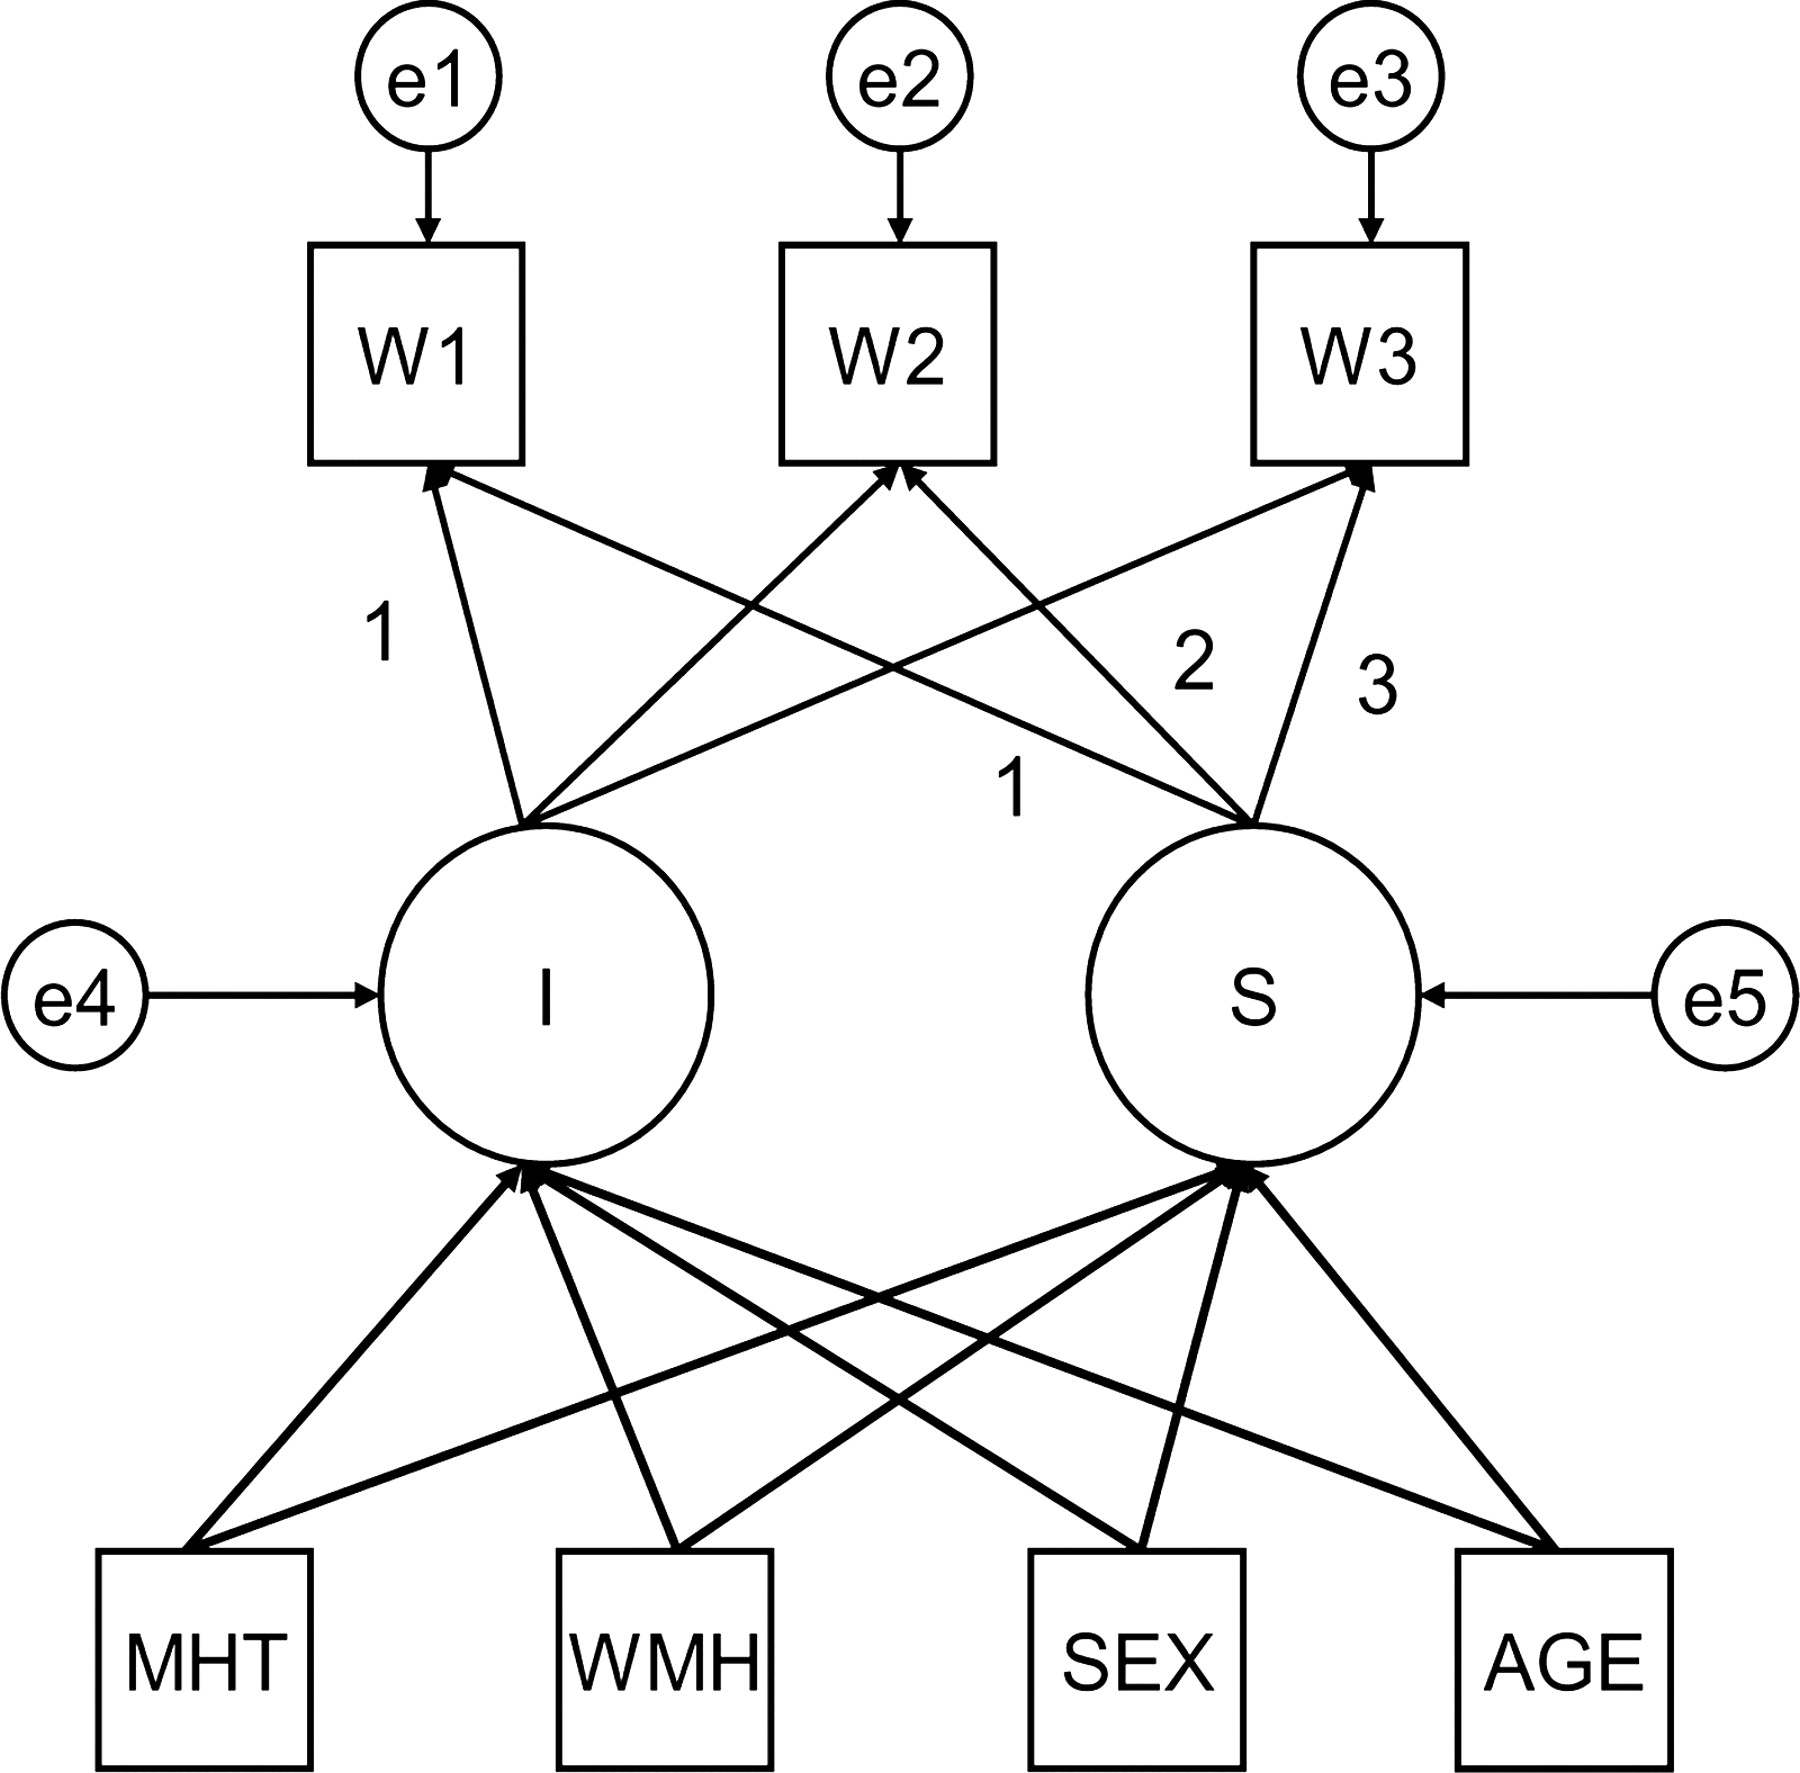 e1 e2 e3
W1 W2 W3
1 2 3
1
e4 I S e5
MHT WMH SEX AGE